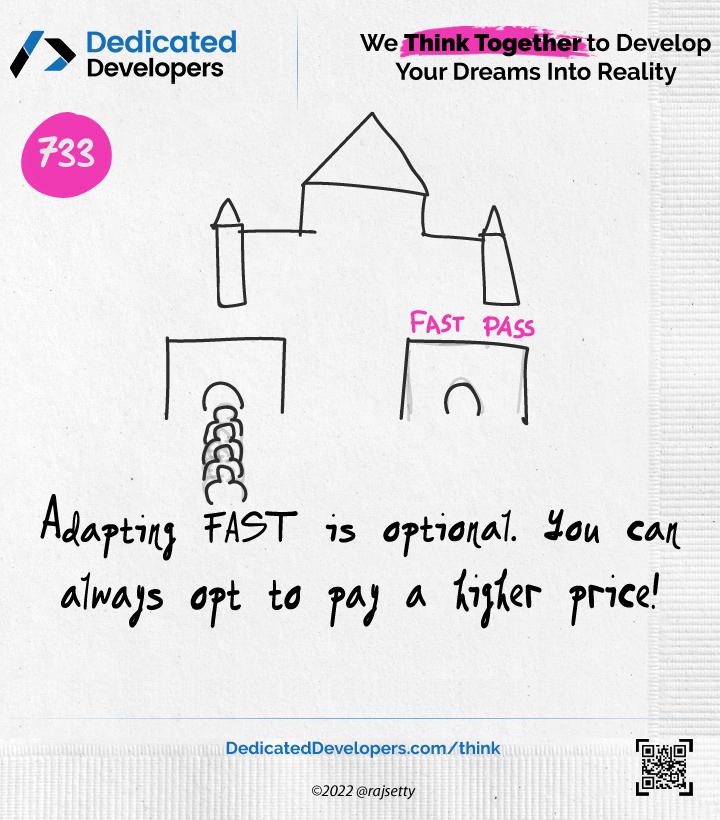 Dedicated
Developers
We Think Together to Develop
Your Dreams Into Reality
733
FAST PASS
Adapting FAST is optional. You can
always opt to pay a higher price!
DedicatedDevelopers.com/think
©2022 @rajsetty